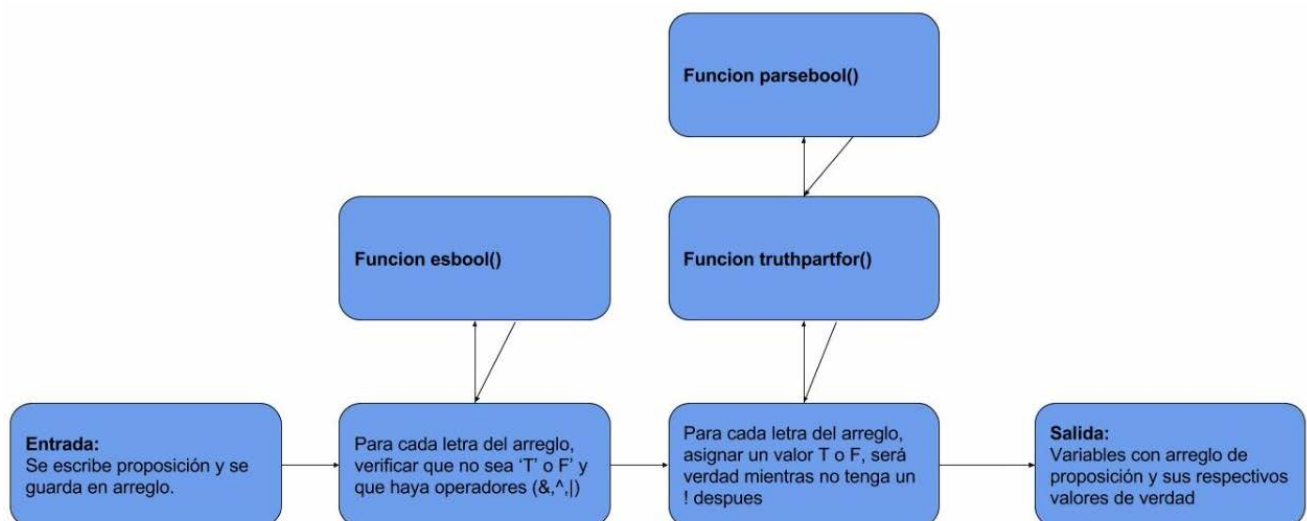 Funcion parsebool()
Funcion esbool()
Funcion truthpartfor()
Entrada:
Se escribe proposición y se
guarda en arreglo.
Para cada letra del arreglo,
verificar que no sea ‘T’ o F’ y
que haya operadores (&,^,|)
Para cada letra del arreglo,
asignar un valor T o F, será
verdad mientras no tenga un
! despues
Salida:
Variables con arreglo de
proposición y sus respectivos
valores de verdad